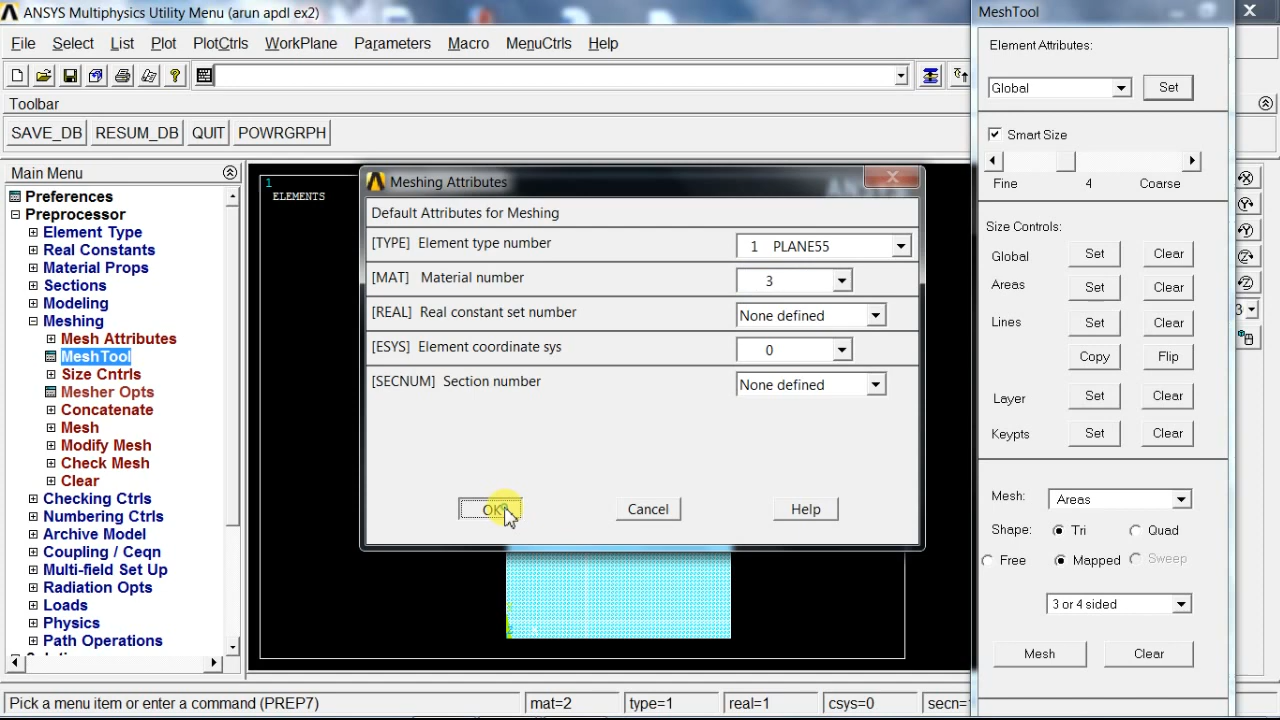 ANSYS Multiphysics Utility Menu (arun apdl ex2)
File Select List Plot PlotCtrls WorkPlane Parameters Macro MenuCtrls Help
Toolbar
SAVE_DB RESUM_DB QUIT POWRGRPH
Main Menu
Preferences
Preprocessor
Element Type
Real Constants
Material Props
Sections
Modeling
Meshing
Mesh Attributes
MeshTool
Size Cntrls
Mesher Opts
Concatenate
Mesh
Modify Mesh
Check Mesh
Clear
Checking Ctrls
Numbering Ctrls
Archive Model
Coupling / Ceqn
Multi-field Set Up
Radiation Opts
Loads
Physics
Path Operations
1
ELEMENTS
Meshing Attributes
Default Attributes for Meshing
[TYPE] Element type number 1 PLANE55
[MAT] Material number 3
[REAL] Real constant set number None defined
[ESYS] Element coordinate sys 0
[SECNUM] Section number None defined
OK Cancel Help
MeshTool
Element Attributes:
Global Set
Smart Size
Fine 4 Coarse
Size Controls:
Global Set Clear
Areas Set Clear
Lines Set Clear
Copy Flip
Layer Set Clear
Keypts Set Clear
Mesh: Areas
Shape: Tri Quad
Free Mapped Sweep
3 or 4 sided
Mesh Clear
3
Pick a menu item or enter a command (PREP7) mat=2 type=1 real=1 csys=0 secn=